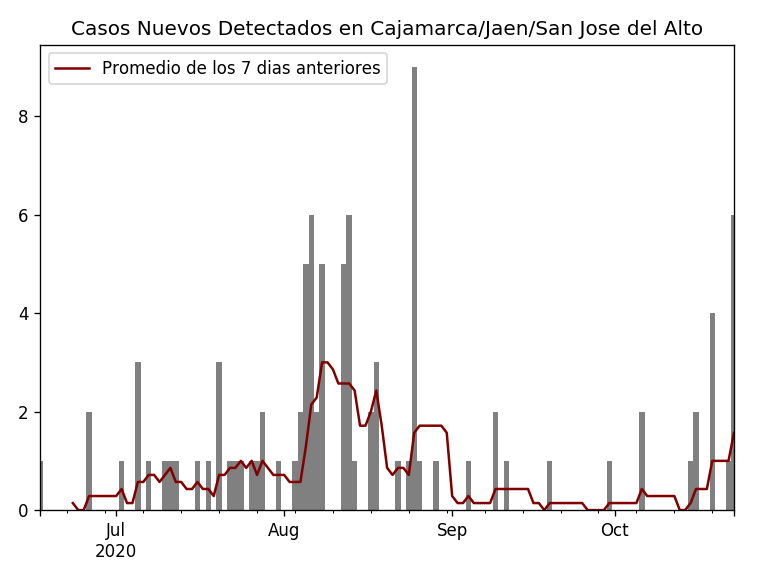 Casos Nuevos Detectados en Cajamarca/Jaen/San Jose del Alto
Promedio de los 7 dias anteriores
8
6
4
2
0
Jul Aug Sep Oct
2020